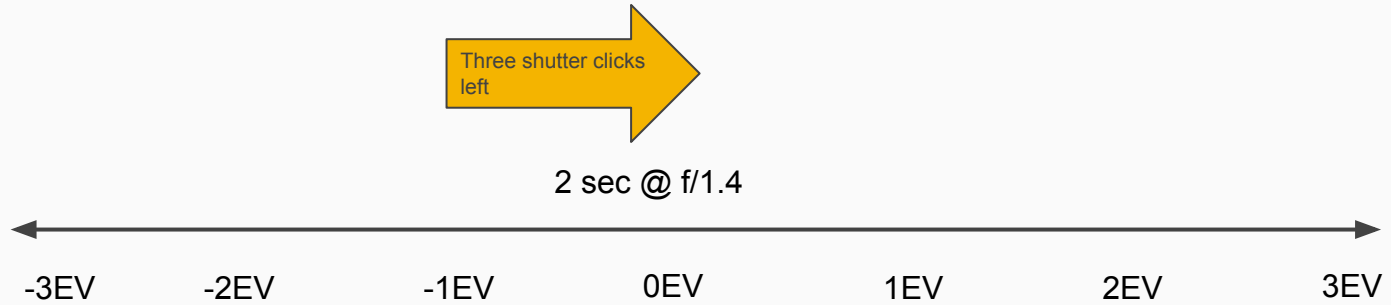 Three shutter clicks
left
2 sec @ f/1.4
-3EV -2EV -1EV 0EV 1EV 2EV 3EV